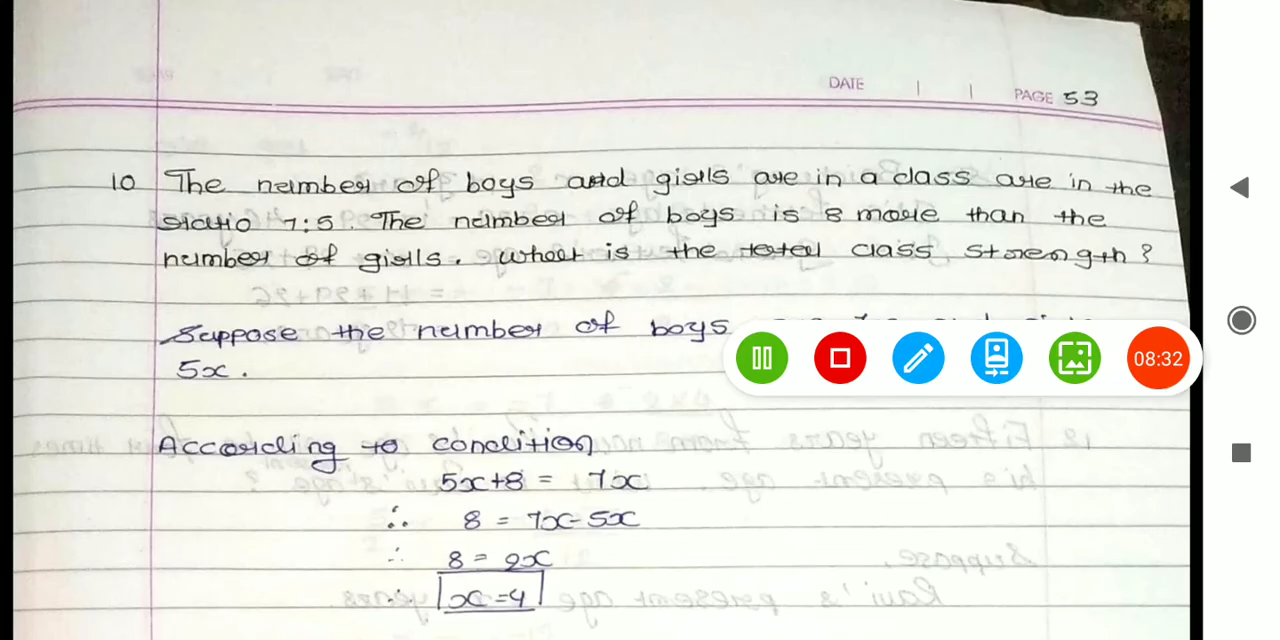 DATE | | PAGE 53
10 The number of boys and girls are in a class are in the
ratio 7:5. The number of boys is 8 more than the
number of girls. What is the total class strength?
Suppose the number of boys
5x.
According to condition
5x+8 = 7x
∴ 8 = 7x-5x
∴ 8 = 2x
∴ x=4
08:32